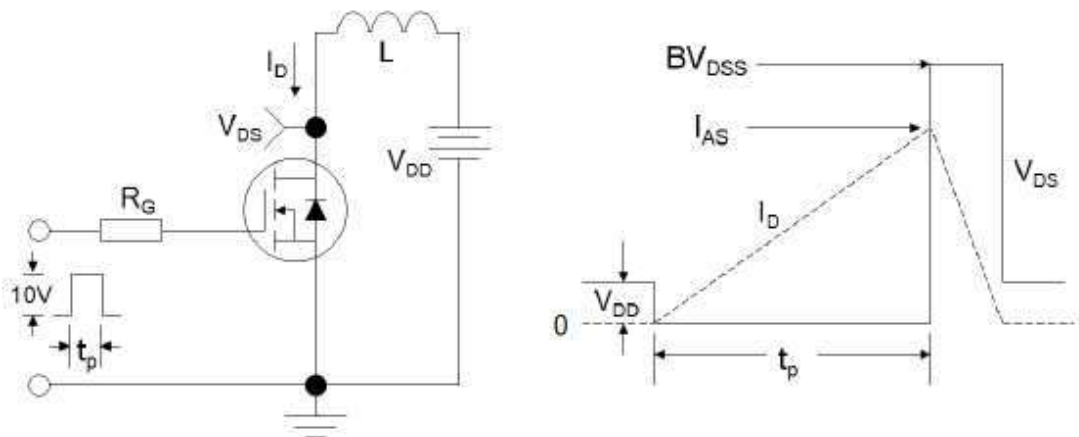 L
I_D
V_DS
V_DD
R_G
10V
t_p
BV_DSS
I_AS
V_DS
I_D
V_DD
0
t_p